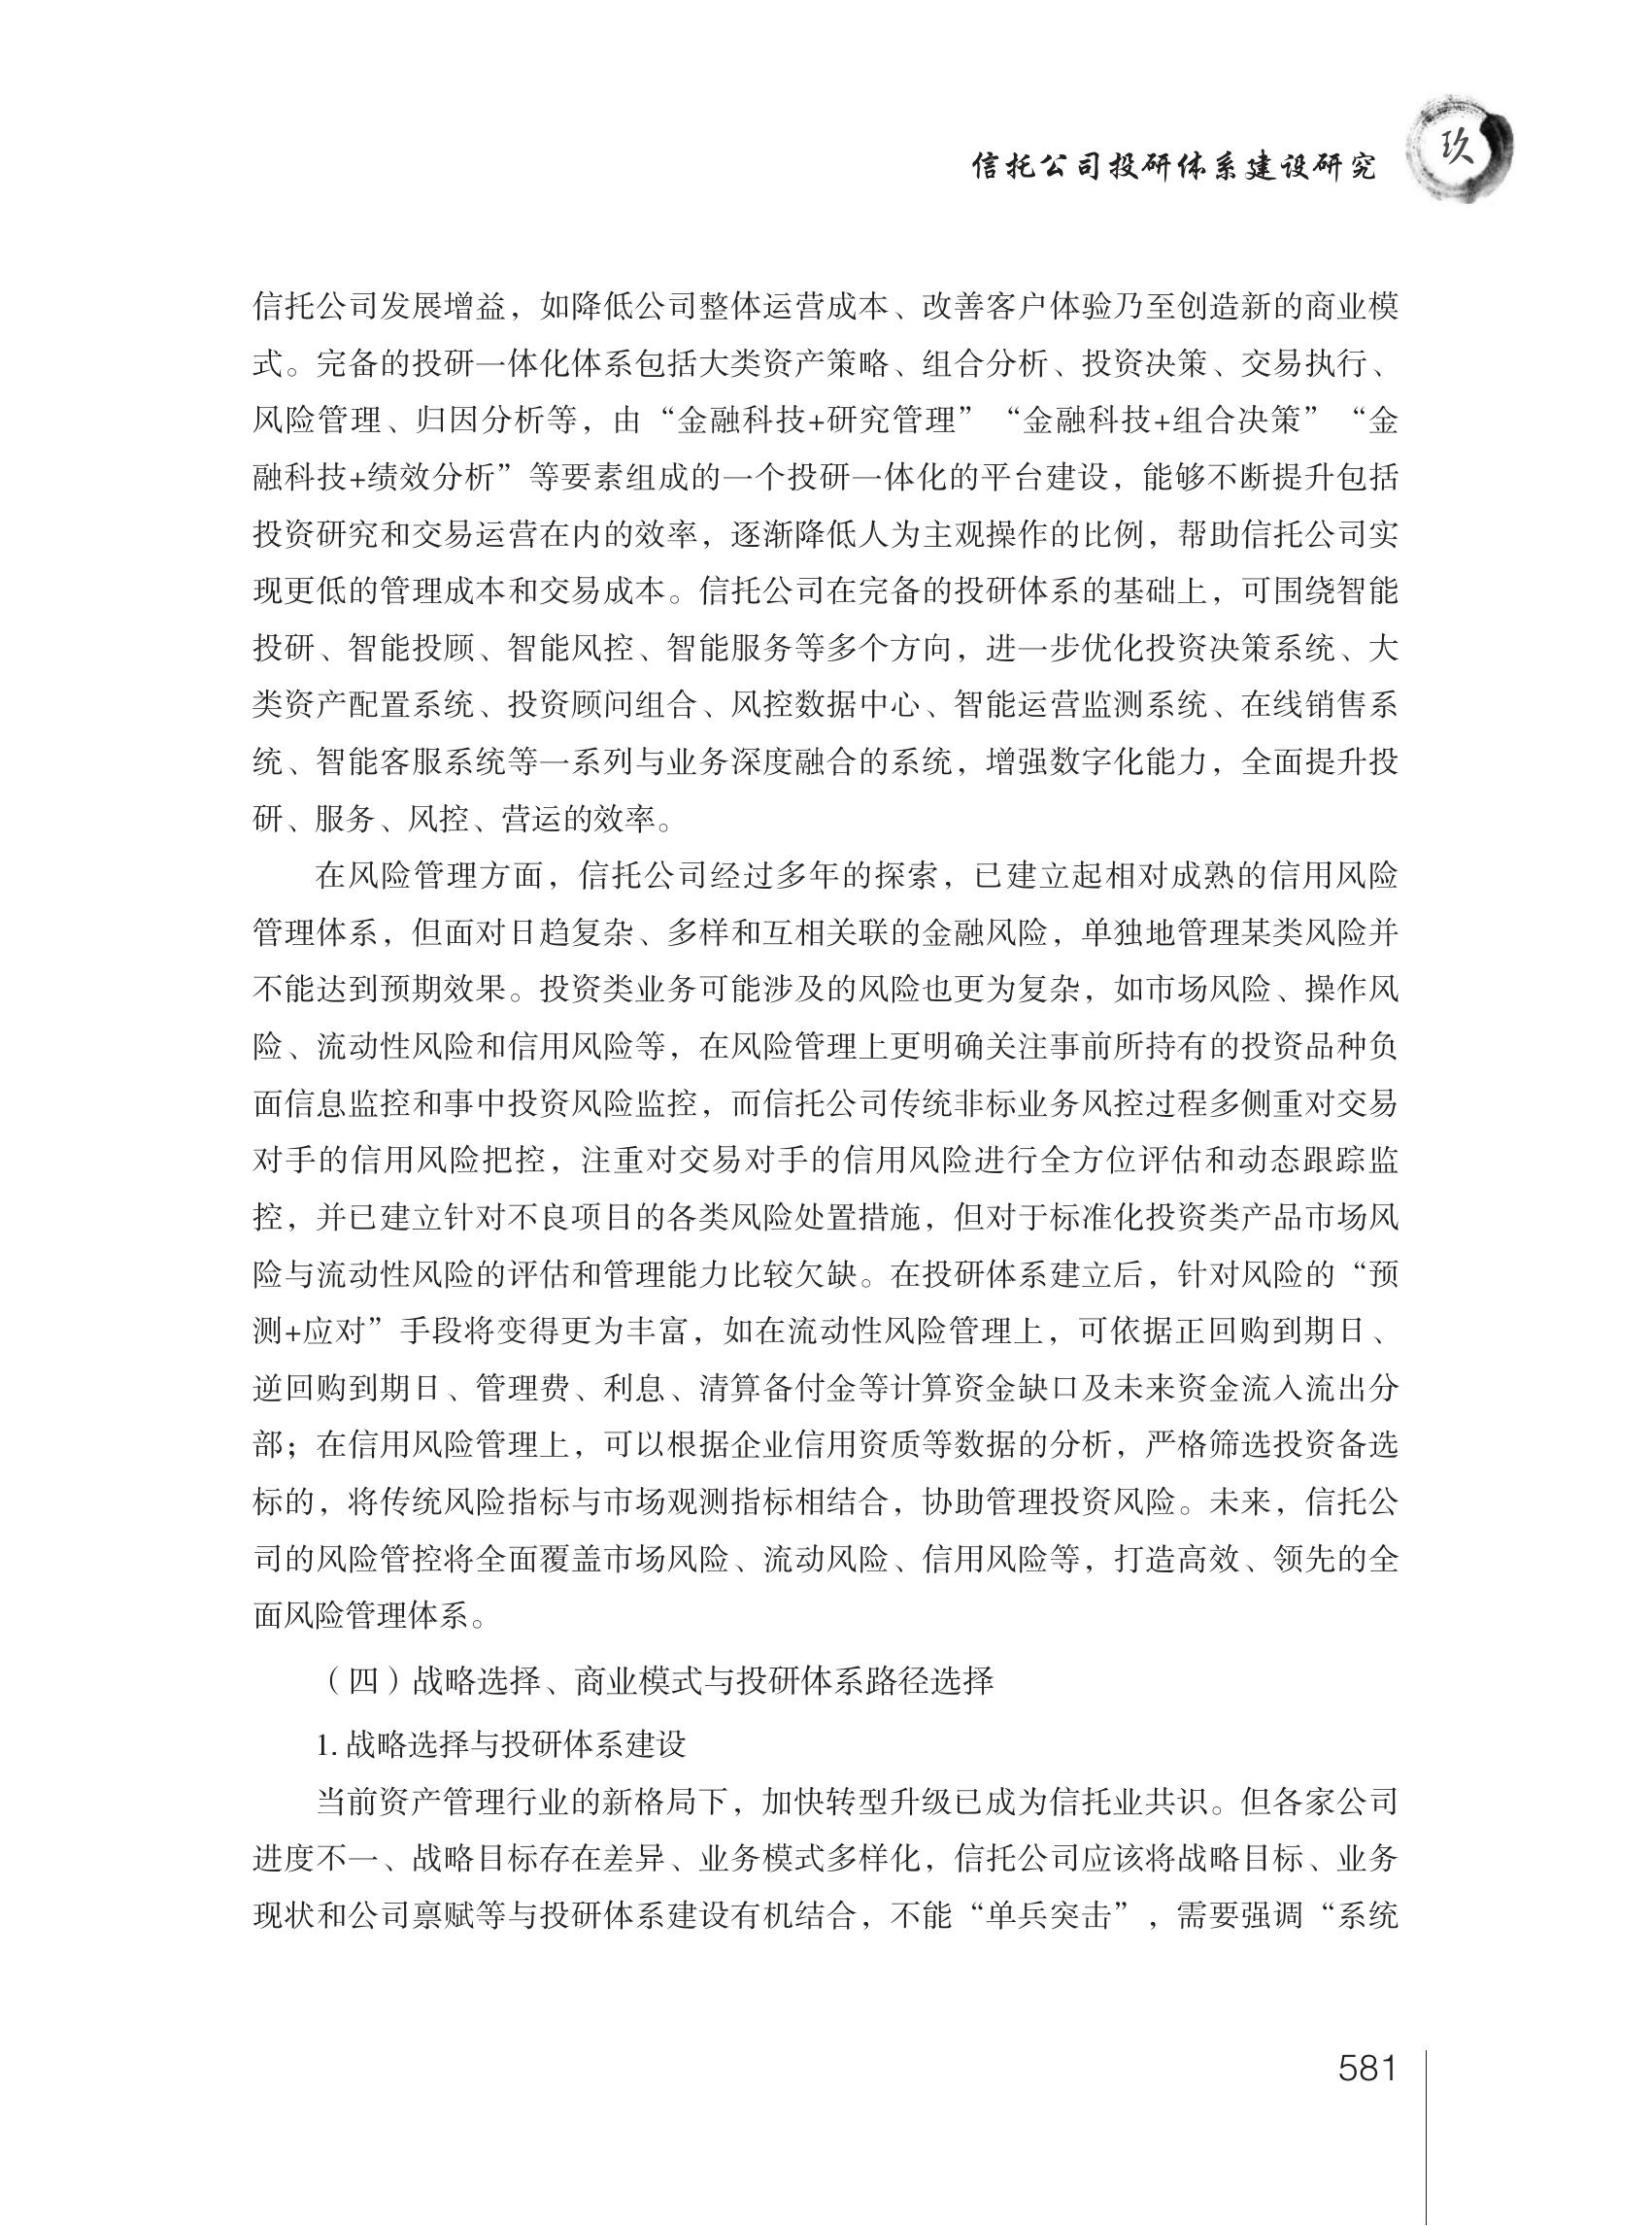 信托公司投研体系建设研究
玖
信托公司发展增益，如降低公司整体运营成本、改善客户体验乃至创造新的商业模
式。完备的投研一体化体系包括大类资产策略、组合分析、投资决策、交易执行、
风险管理、归因分析等，由“金融科技+研究管理”“金融科技+组合决策”“金
融科技+绩效分析”等要素组成的一个投研一体化的平台建设，能够不断提升包括
投资研究和交易运营在内的效率，逐渐降低人为主观操作的比例，帮助信托公司实
现更低的管理成本和交易成本。信托公司在完备的投研体系的基础上，可围绕智能
投研、智能投顾、智能风控、智能服务等多个方向，进一步优化投资决策系统、大
类资产配置系统、投资顾问组合、风控数据中心、智能运营监测系统、在线销售系
统、智能客服系统等一系列与业务深度融合的系统，增强数字化能力，全面提升投
研、服务、风控、营运的效率。
在风险管理方面，信托公司经过多年的探索，已建立起相对成熟的信用风险
管理体系，但面对日趋复杂、多样和互相关联的金融风险，单独地管理某类风险并
不能达到预期效果。投资类业务可能涉及的风险也更为复杂，如市场风险、操作风
险、流动性风险和信用风险等，在风险管理上更明确关注事前所持有的投资品种负
面信息监控和事中投资风险监控，而信托公司传统非标业务风控过程多侧重对交易
对手的信用风险把控，注重对交易对手的信用风险进行全方位评估和动态跟踪监
控，并已建立针对不良项目的各类风险处置措施，但对于标准化投资类产品市场风
险与流动性风险的评估和管理能力比较欠缺。在投研体系建立后，针对风险的“预
测+应对”手段将变得更为丰富，如在流动性风险管理上，可依据正回购到期日、
逆回购到期日、管理费、利息、清算备付金等计算资金缺口及未来资金流入流出分
部；在信用风险管理上，可以根据企业信用资质等数据的分析，严格筛选投资备选
标的，将传统风险指标与市场观测指标相结合，协助管理投资风险。未来，信托公
司的风险管控将全面覆盖市场风险、流动风险、信用风险等，打造高效、领先的全
面风险管理体系。
（四）战略选择、商业模式与投研体系路径选择
1. 战略选择与投研体系建设
当前资产管理行业的新格局下，加快转型升级已成为信托业共识。但各家公司
进度不一、战略目标存在差异、业务模式多样化，信托公司应该将战略目标、业务
现状和公司禀赋等与投研体系建设有机结合，不能“单兵突击”，需要强调“系统
581